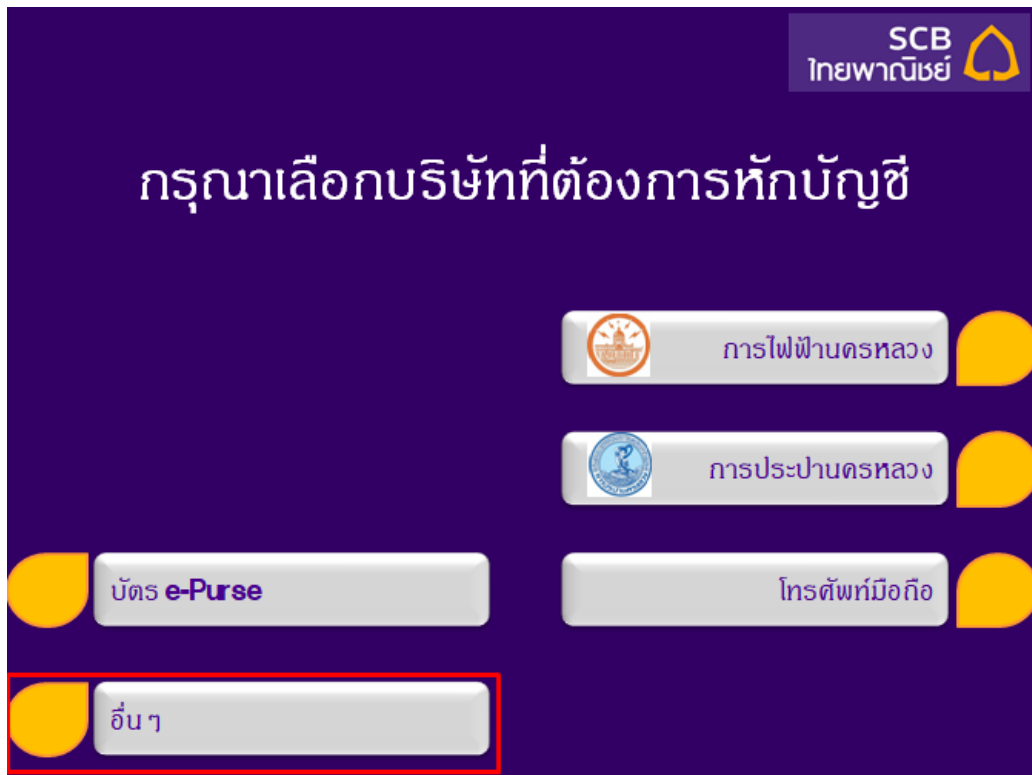 SCB
ไทยพาณิชย์
กรุณาเลือกบริษัทที่ต้องการหักบัญชี
การไฟฟ้านครหลวง
การประปานครหลวง
บัตร e-Purse
โทรศัพท์มือถือ
อื่น ๆ